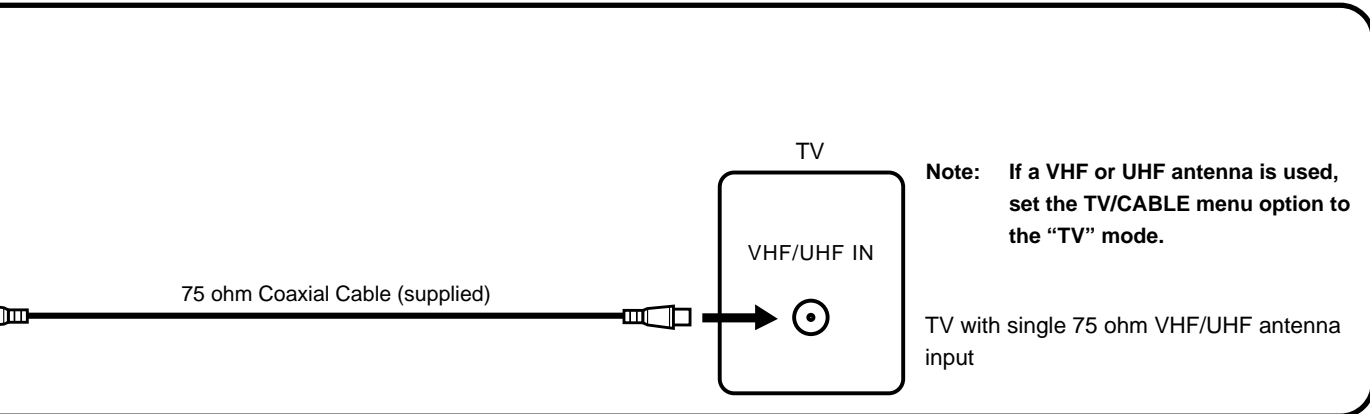 TV
Note: If a VHF or UHF antenna is used,
set the TV/CABLE menu option to
the “TV” mode.
VHF/UHF IN
75 ohm Coaxial Cable (supplied)
TV with single 75 ohm VHF/UHF antenna
input